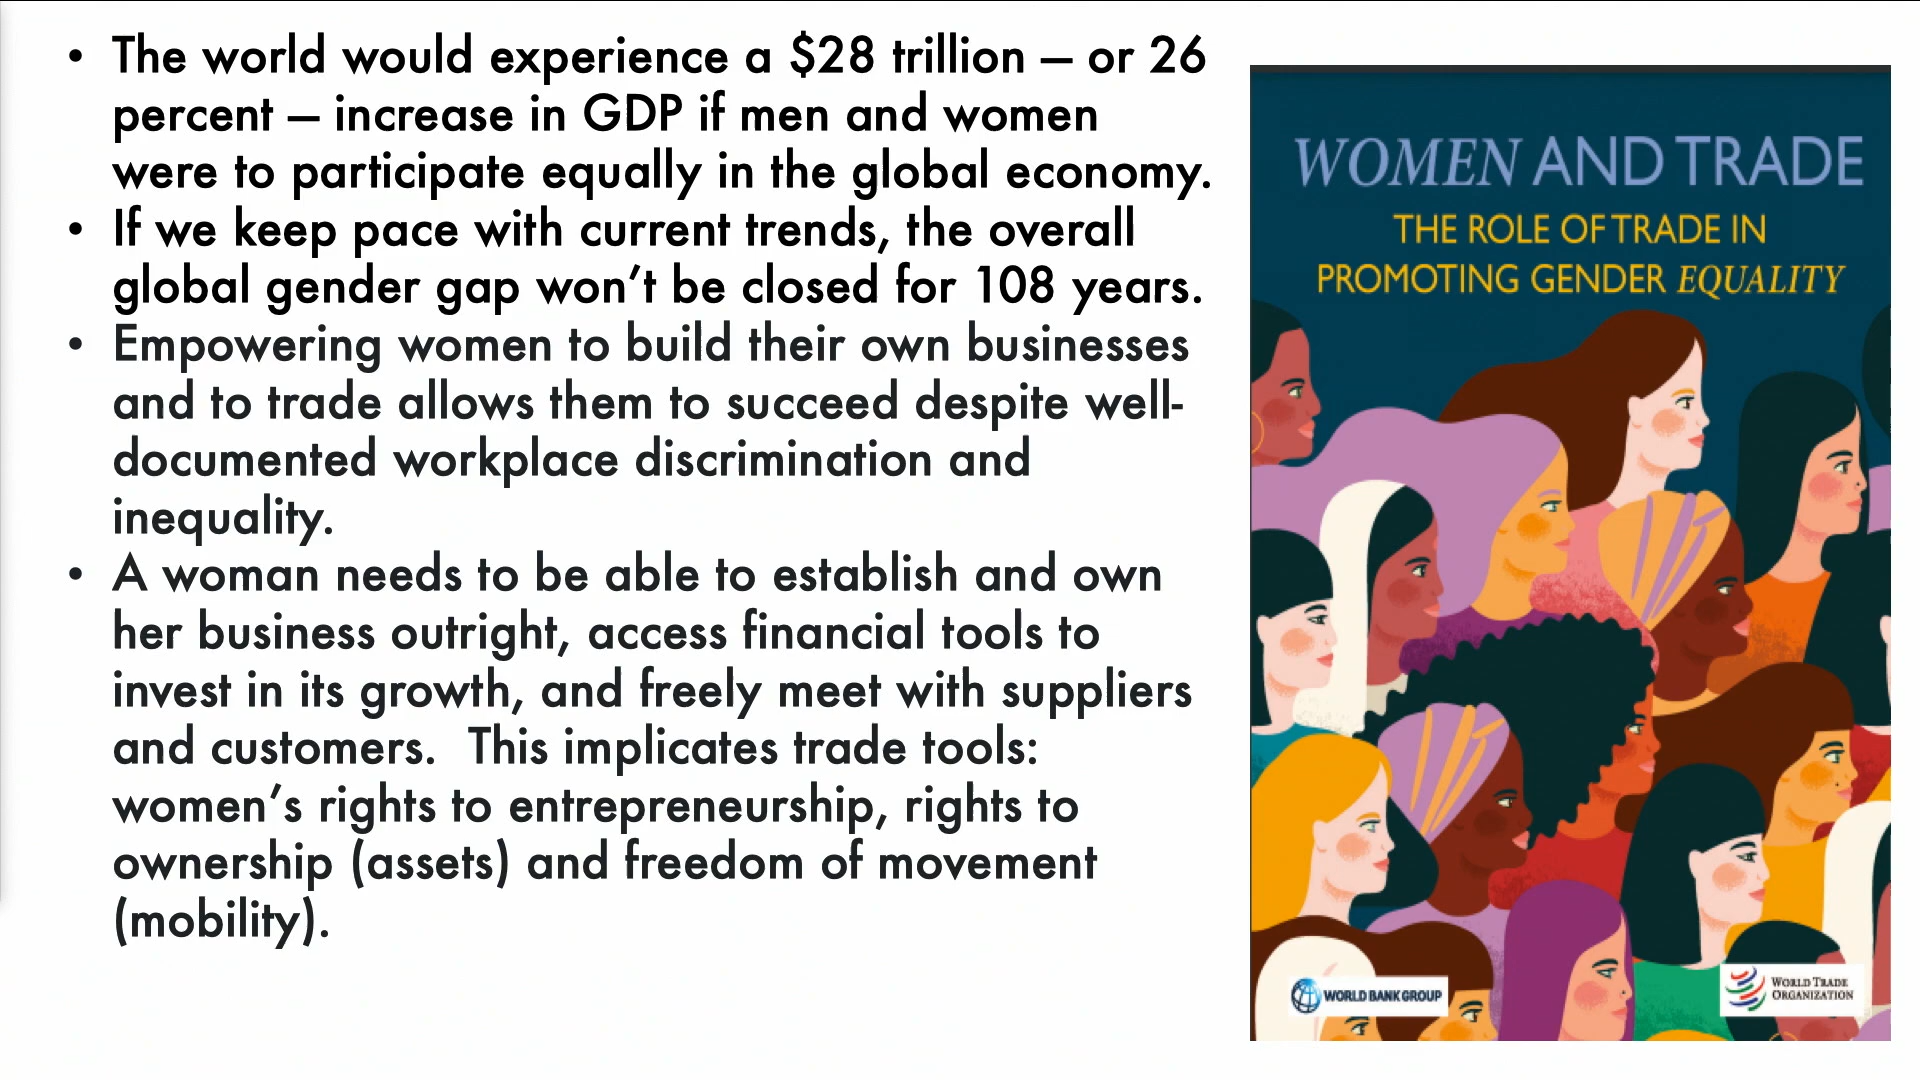 • The world would experience a $28 trillion – or 26
percent – increase in GDP if men and women
were to participate equally in the global economy.
• If we keep pace with current trends, the overall
global gender gap won’t be closed for 108 years.
• Empowering women to build their own businesses
and to trade allows them to succeed despite well-
documented workplace discrimination and
inequality.
• A woman needs to be able to establish and own
her business outright, access financial tools to
invest in its growth, and freely meet with suppliers
and customers.  This implicates trade tools:
women’s rights to entrepreneurship, rights to
ownership (assets) and freedom of movement
(mobility).
WOMEN AND TRADE
THE ROLE OF TRADE IN
PROMOTING GENDER EQUALITY
WORLD BANK GROUP
WORLD TRADE
ORGANIZATION